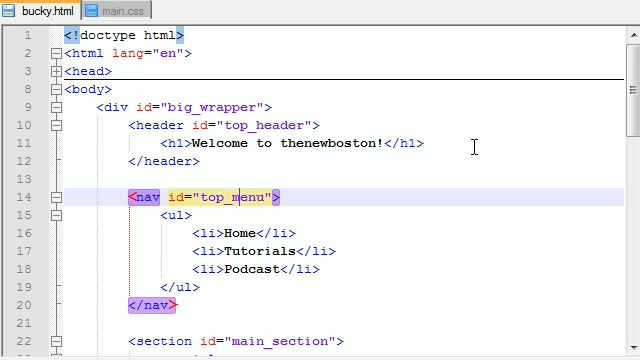 bucky.html main.css
1 <!doctype html>
2 <html lang="en">
3 <head>
8 <body>
9 <div id="big_wrapper">
10 <header id="top_header">
11 <h1>Welcome to thenewboston!</h1>
12 </header>
13
14 <nav id="top_menu">
15 <ul>
16 <li>Home</li>
17 <li>Tutorials</li>
18 <li>Podcast</li>
19 </ul>
20 </nav>
21
22 <section id="main_section">